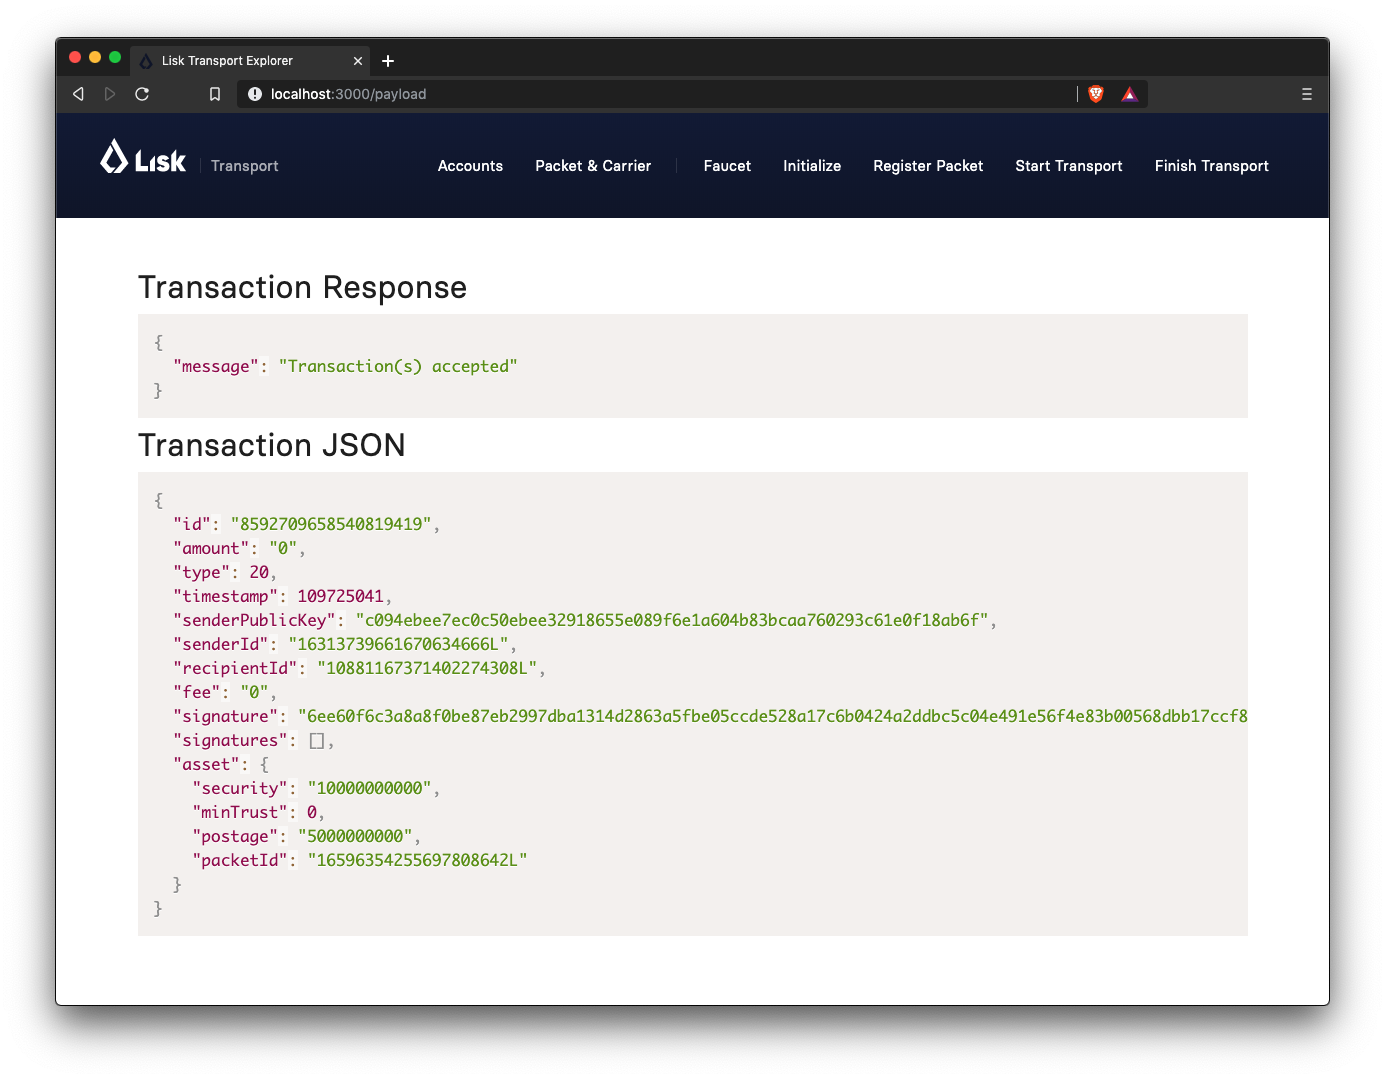 Lisk Transport Explorer
localhost:3000/payload
Lisk Transport Accounts Packet & Carrier Faucet Initialize Register Packet Start Transport Finish Transport
Transaction Response
{
"message": "Transaction(s) accepted"
}
Transaction JSON
{
"id": "8592709658540819419",
"amount": "0",
"type": 20,
"timestamp": 109725041,
"senderPublicKey": "c094ebee7ec0c50ebee32918655e089f6e1a604b83bcaa760293c61e0f18ab6f",
"senderId": "16313739661670634666L",
"recipientId": "10881167371402274308L",
"fee": "0",
"signature": "6ee60f6c3a8a8f0be87eb2997dba1314d2863a5fbe05ccde528a17c6b0424a2ddbc5c04e491e56f4e83b00568dbb17ccf8
"signatures": [],
"asset": {
"security": "10000000000",
"minTrust": 0,
"postage": "5000000000",
"packetId": "16596354255697808642L"
}
}